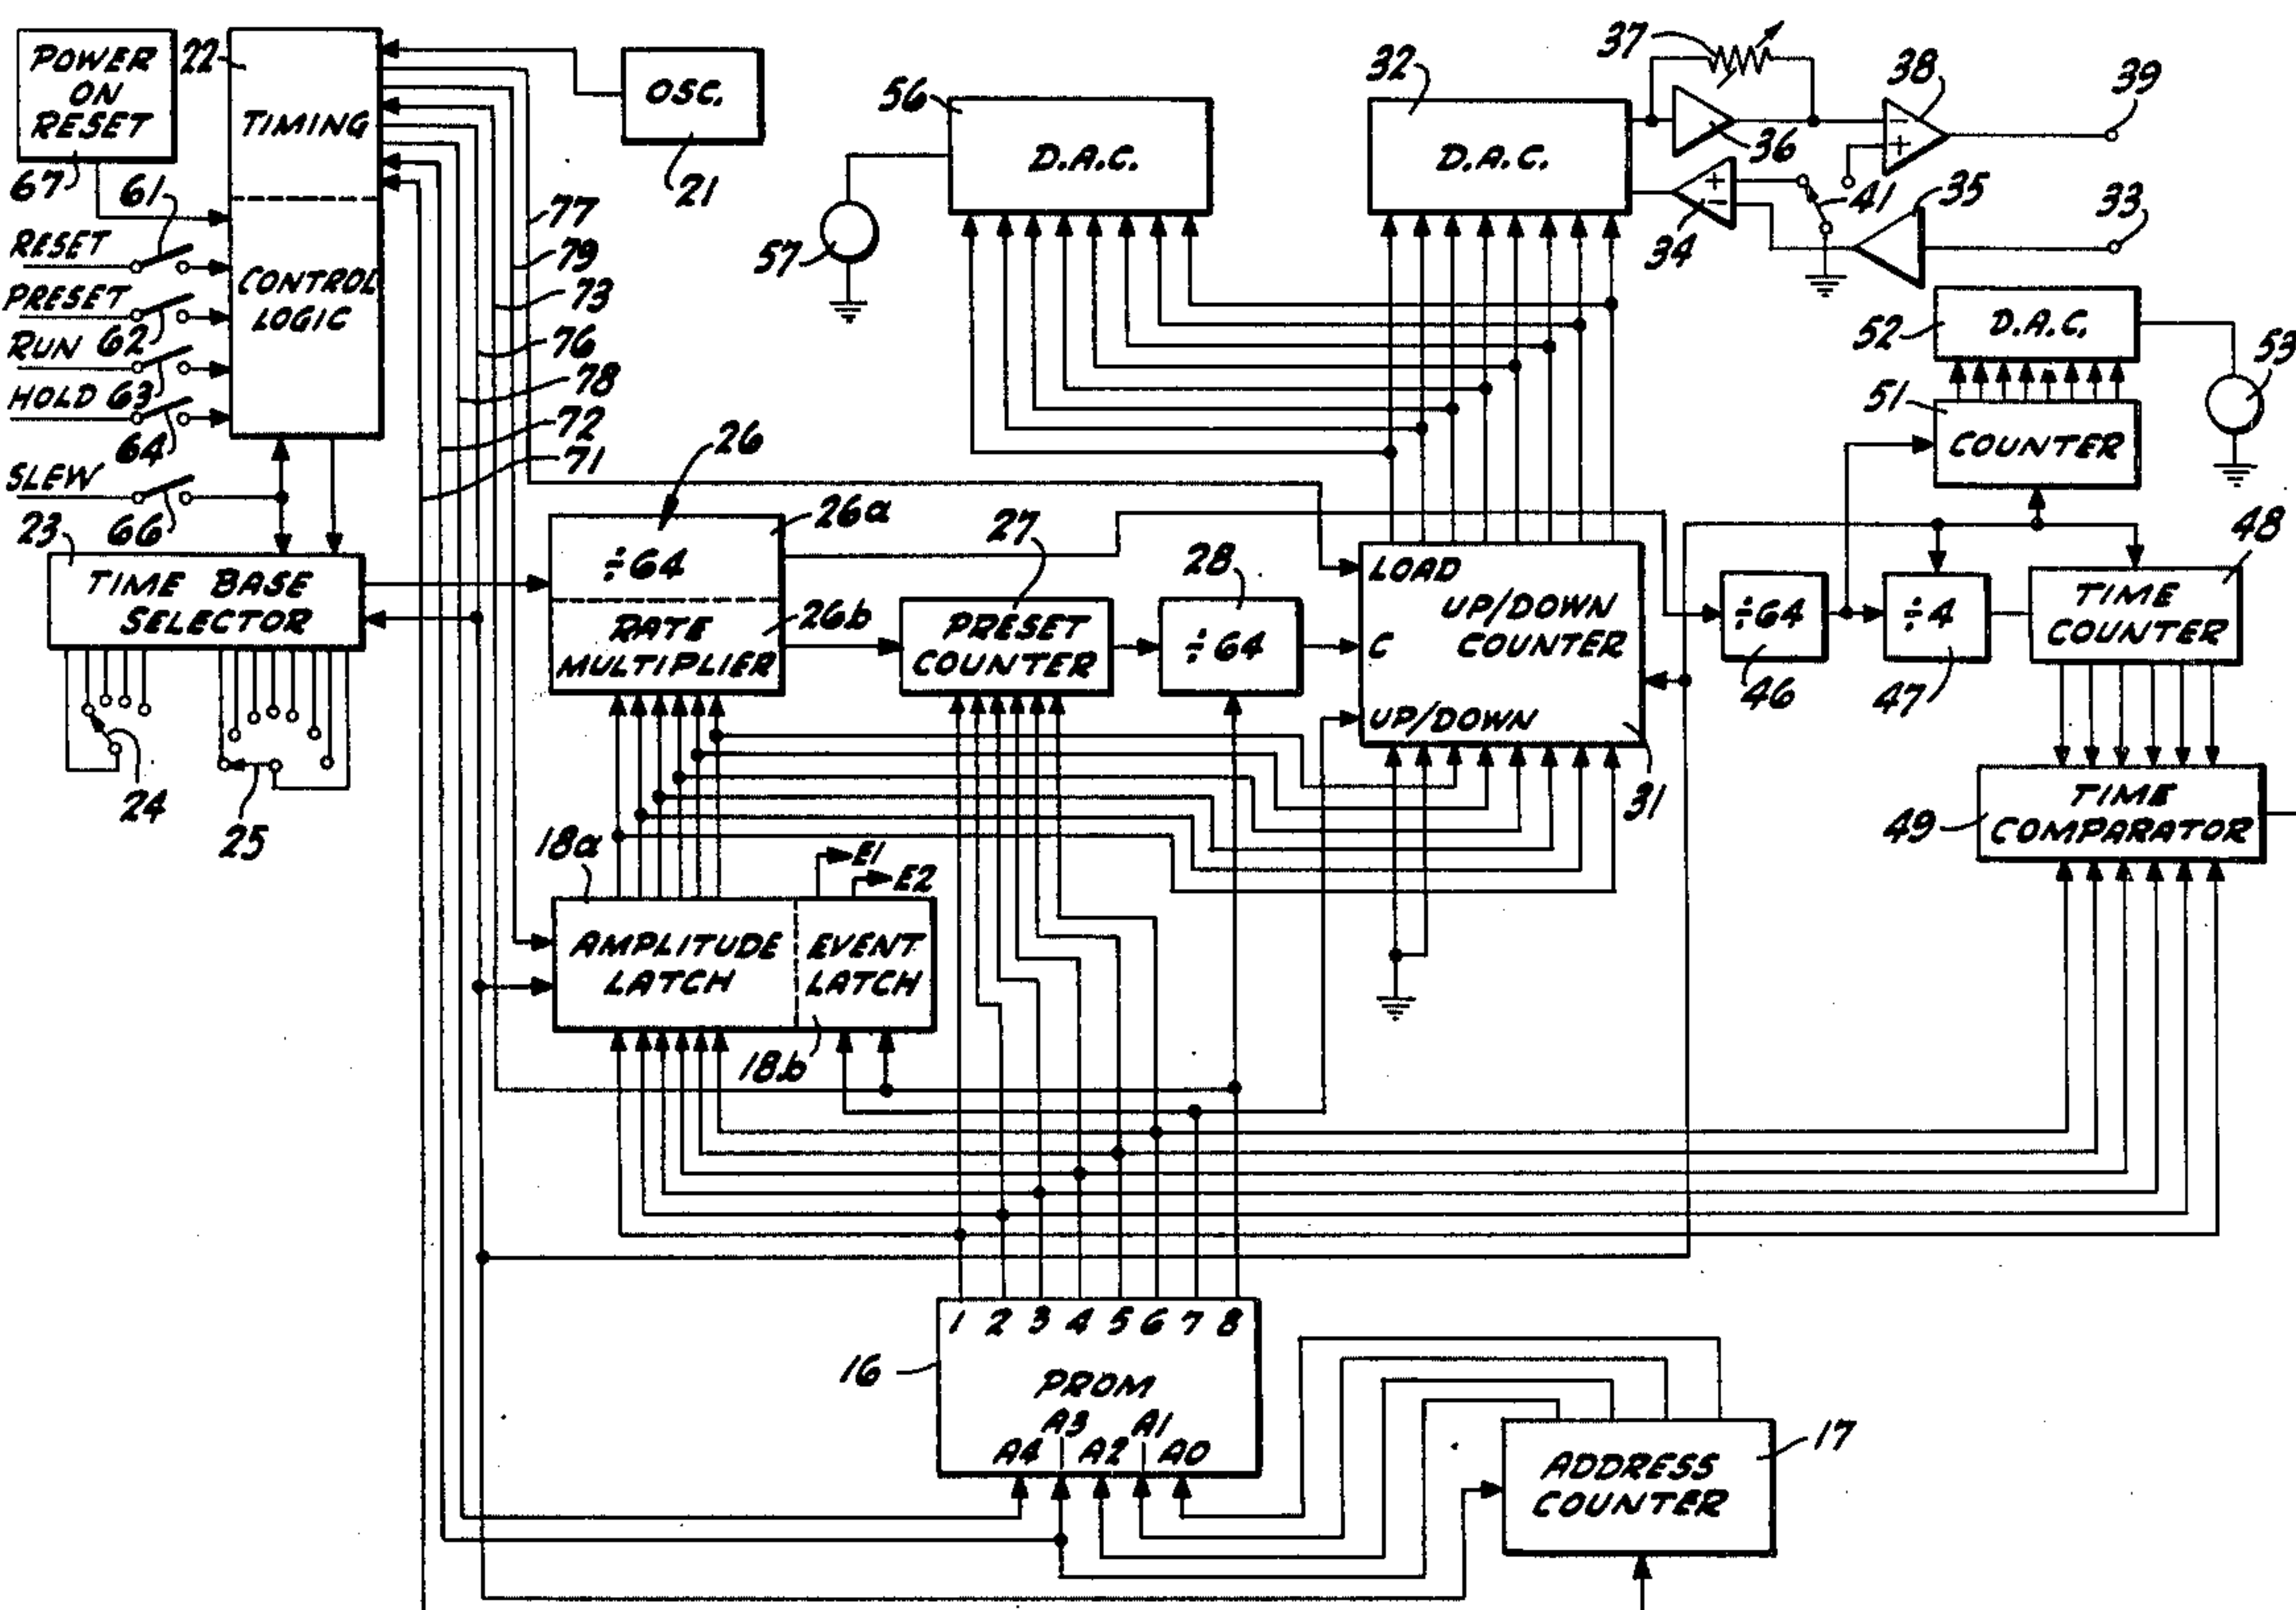 POWER
ON
RESET
67
22
TIMING
CONTROL
LOGIC
OSC.
21
61
RESET
PRESET
62
RUN
63
HOLD
64
SLEW
66
77
79
73
76
78
72
71
56
D.A.C.
57
32
D.A.C.
37
36
-
+
38
39
+
-
34
41
35
33
52
D.A.C.
53
51
COUNTER
23
TIME BASE
SELECTOR
24
25
26
26a
÷64
RATE
MULTIPLIER
26b
27
PRESET
COUNTER
28
÷64
LOAD
UP/DOWN
C COUNTER
UP/DOWN
31
÷64
46
÷4
47
48
TIME
COUNTER
49
TIME
COMPARATOR
18a
E1
E2
AMPLITUDE
LATCH
EVENT
LATCH
18b
1 2 3 4 5 6 7 8
16
PROM
A3 A1
A4 A2 A0
17
ADDRESS
COUNTER